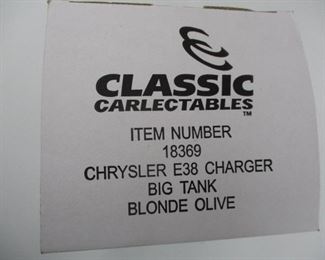 CLASSIC
CARLECTABLES
TM
ITEM NUMBER
18369
CHRYSLER E38 CHARGER
BIG TANK
BLONDE OLIVE